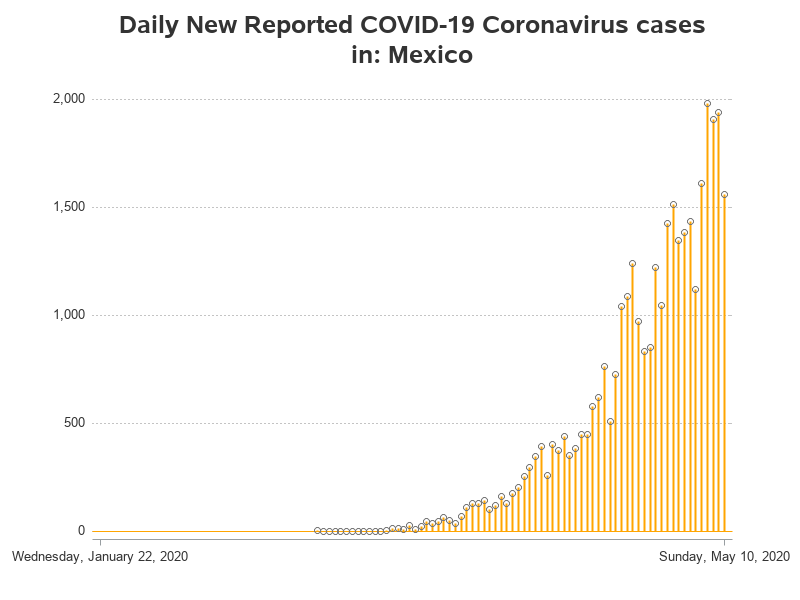 Daily New Reported COVID-19 Coronavirus cases
in: Mexico
2,000
1,500
1,000
500
0
Wednesday, January 22, 2020
Sunday, May 10, 2020